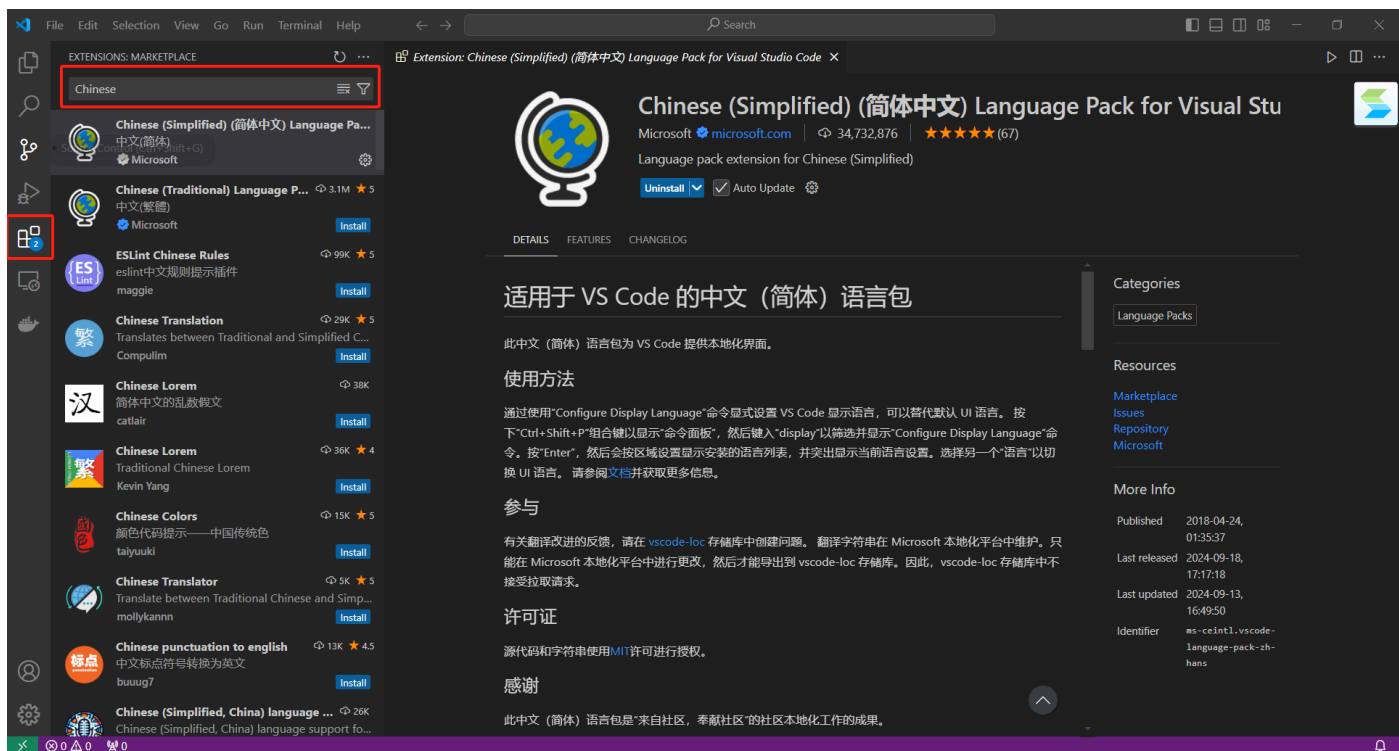 File Edit Selection View Go Run Terminal Help
Search
EXTENSIONS: MARKETPLACE
Chinese
Chinese (Simplified) (简体中文) Language Pa...
中文(简体)
Microsoft
Chinese (Traditional) Language P... 3.1M ★ 5
中文(繁體)
Microsoft
Install
ESLint Chinese Rules 99K ★ 5
eslint中文规则提示插件
maggie
Install
ES
Lint
Chinese Translation 29K ★ 5
Translates between Traditional and Simplified C...
Compulim
Install
繁
Chinese Lorem 38K
简体中文的乱数假文
catlair
Install
汉
Chinese Lorem 36K ★ 4
Traditional Chinese Lorem
Kevin Yang
Install
繁
Chinese Colors 15K ★ 5
颜色代码提示——中国传统色
taiyuuki
Install
Chinese Translator 5K ★ 5
Translate between Traditional Chinese and Simp...
mollykannn
Install
Chinese punctuation to english 13K ★ 4.5
中文标点符号转换为英文
buuug7
Install
标点
Chinese (Simplified, China) language ... 26K
Chinese (Simplified, China) language support fo...
2
0 0 0
Extension: Chinese (Simplified) (简体中文) Language Pack for Visual Studio Code
Chinese (Simplified) (简体中文) Language Pack for Visual Stu
Microsoft microsoft.com 34,732,876 ★★★★★(67)
Language pack extension for Chinese (Simplified)
Uninstall Auto Update
DETAILS FEATURES CHANGELOG
适用于 VS Code 的中文（简体）语言包
此中文（简体）语言包为 VS Code 提供本地化界面。
使用方法
通过使用“Configure Display Language”命令显式设置 VS Code 显示语言，可以替代默认 UI 语言。 按
下“Ctrl+Shift+P”组合键以显示“命令面板”，然后键入“display”以筛选并显示“Configure Display Language”命
令。按“Enter”，然后会按区域设置显示安装的语言列表，并突出显示当前语言设置。选择另一个“语言”以切
换 UI 语言。 请参阅文档并获取更多信息。
参与
有关翻译改进的反馈，请在 vscode-loc 存储库中创建问题。 翻译字符串在 Microsoft 本地化平台中维护。只
能在 Microsoft 本地化平台中进行更改，然后才能导出到 vscode-loc 存储库。因此，vscode-loc 存储库中不
接受拉取请求。
许可证
源代码和字符串使用MIT许可进行授权。
感谢
此中文（简体）语言包是“来自社区，奉献社区”的社区本地化工作的成果。
Categories
Language Packs
Resources
Marketplace
Issues
Repository
Microsoft
More Info
Published 2018-04-24,
01:35:37
Last released 2024-09-18,
17:17:18
Last updated 2024-09-13,
16:49:50
Identifier ms-ceintl.vscode-
language-pack-zh-
hans